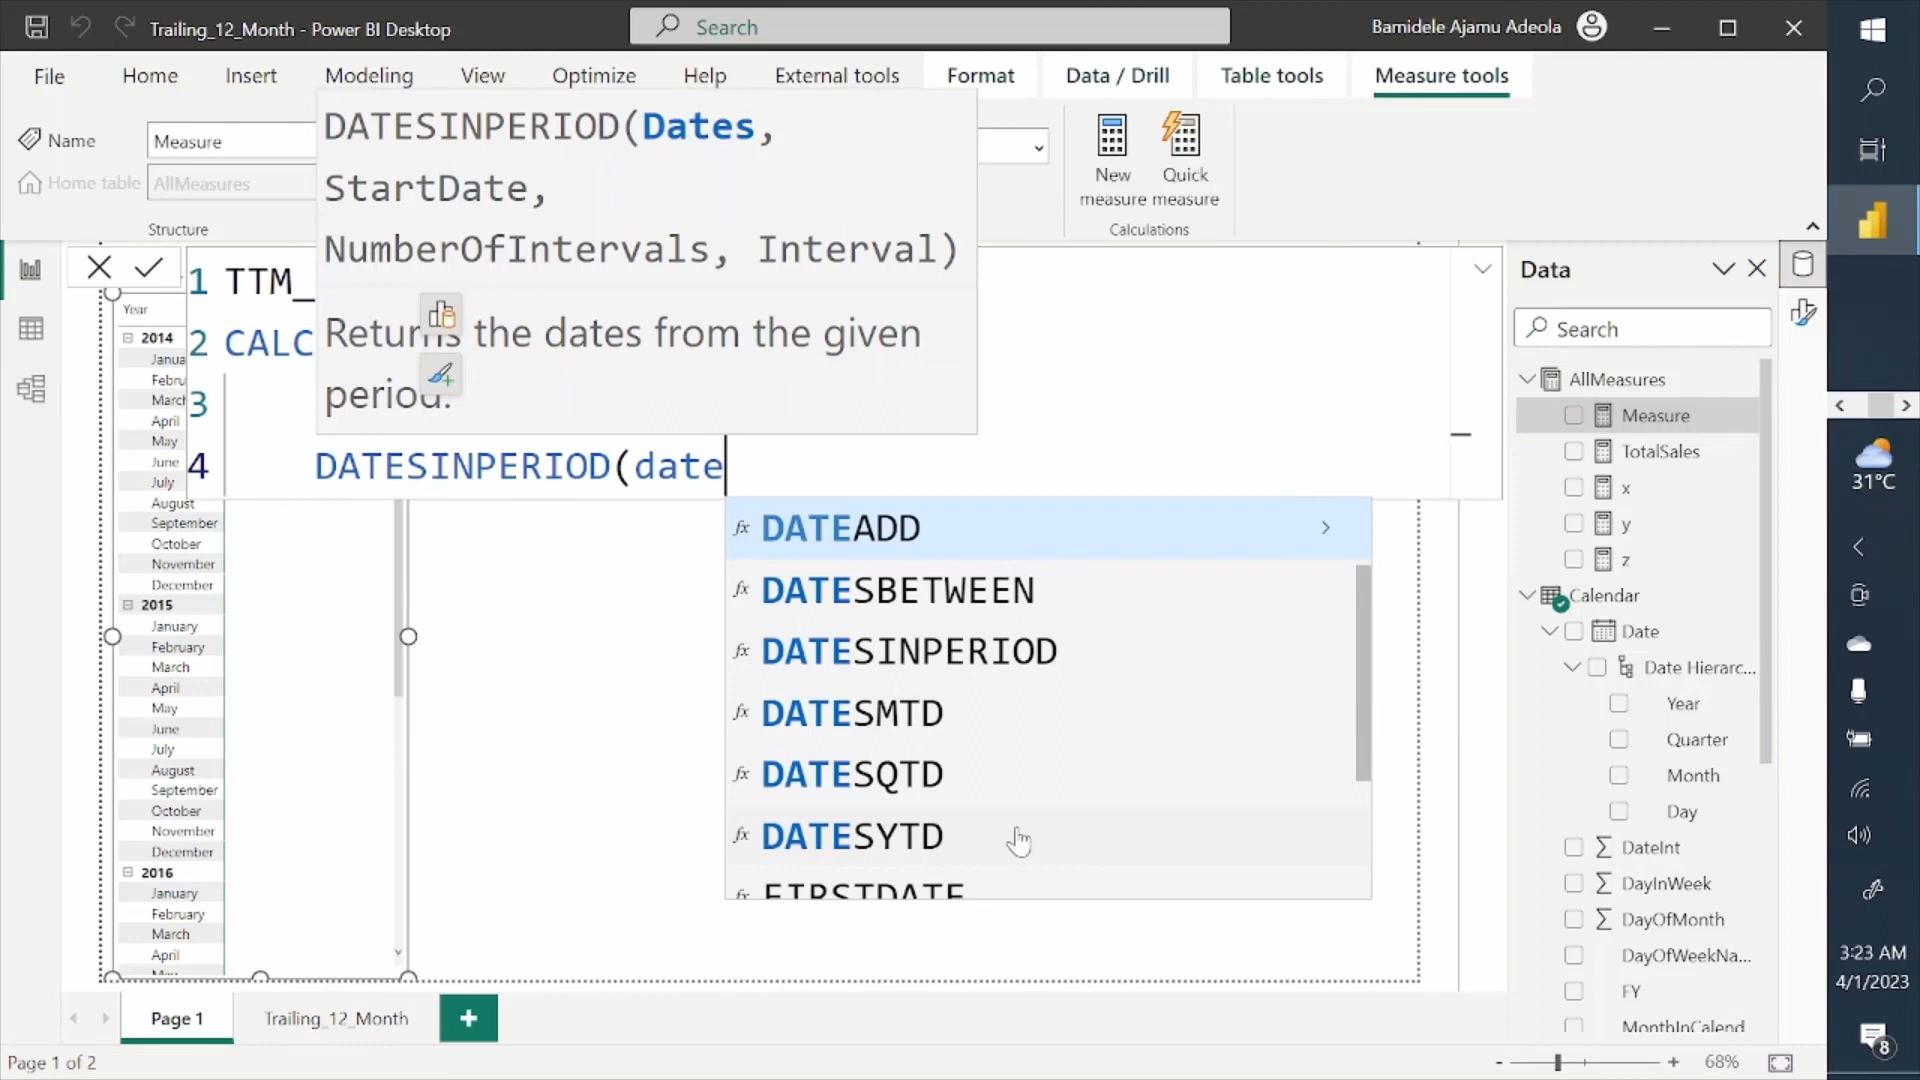 Trailing_12_Month - Power BI Desktop
Search
Bamidele Ajamu Adeola
File
Home
Insert
Modeling
View
Optimize
Help
External tools
Format
Data / Drill
Table tools
Measure tools
Name
Measure
Home table
AllMeasures
Structure
New measure
Quick measure
Calculations
DATESINPERIOD(Dates,
StartDate,
NumberOfIntervals, Interval)
Returns the dates from the given
period.
1 TTM_
2 CALC
3
4 DATESINPERIOD(date
DATEADD
DATESBETWEEN
DATESINPERIOD
DATESMTD
DATESQTD
DATESYTD
FIRSTDATE
Year
2014
Janua
Febru
March
April
May
June
July
August
September
October
November
December
2015
January
February
March
April
May
June
July
August
September
October
November
December
2016
January
February
March
April
May
Data
Search
AllMeasures
Measure
TotalSales
x
y
z
Calendar
Date
Date Hierarc...
Year
Quarter
Month
Day
DateInt
DayInWeek
DayOfMonth
DayOfWeekNa...
FY
MonthInCalend
31°C
3:23 AM
4/1/2023
8
Page 1
Trailing_12_Month
+
Page 1 of 2
- + 68%